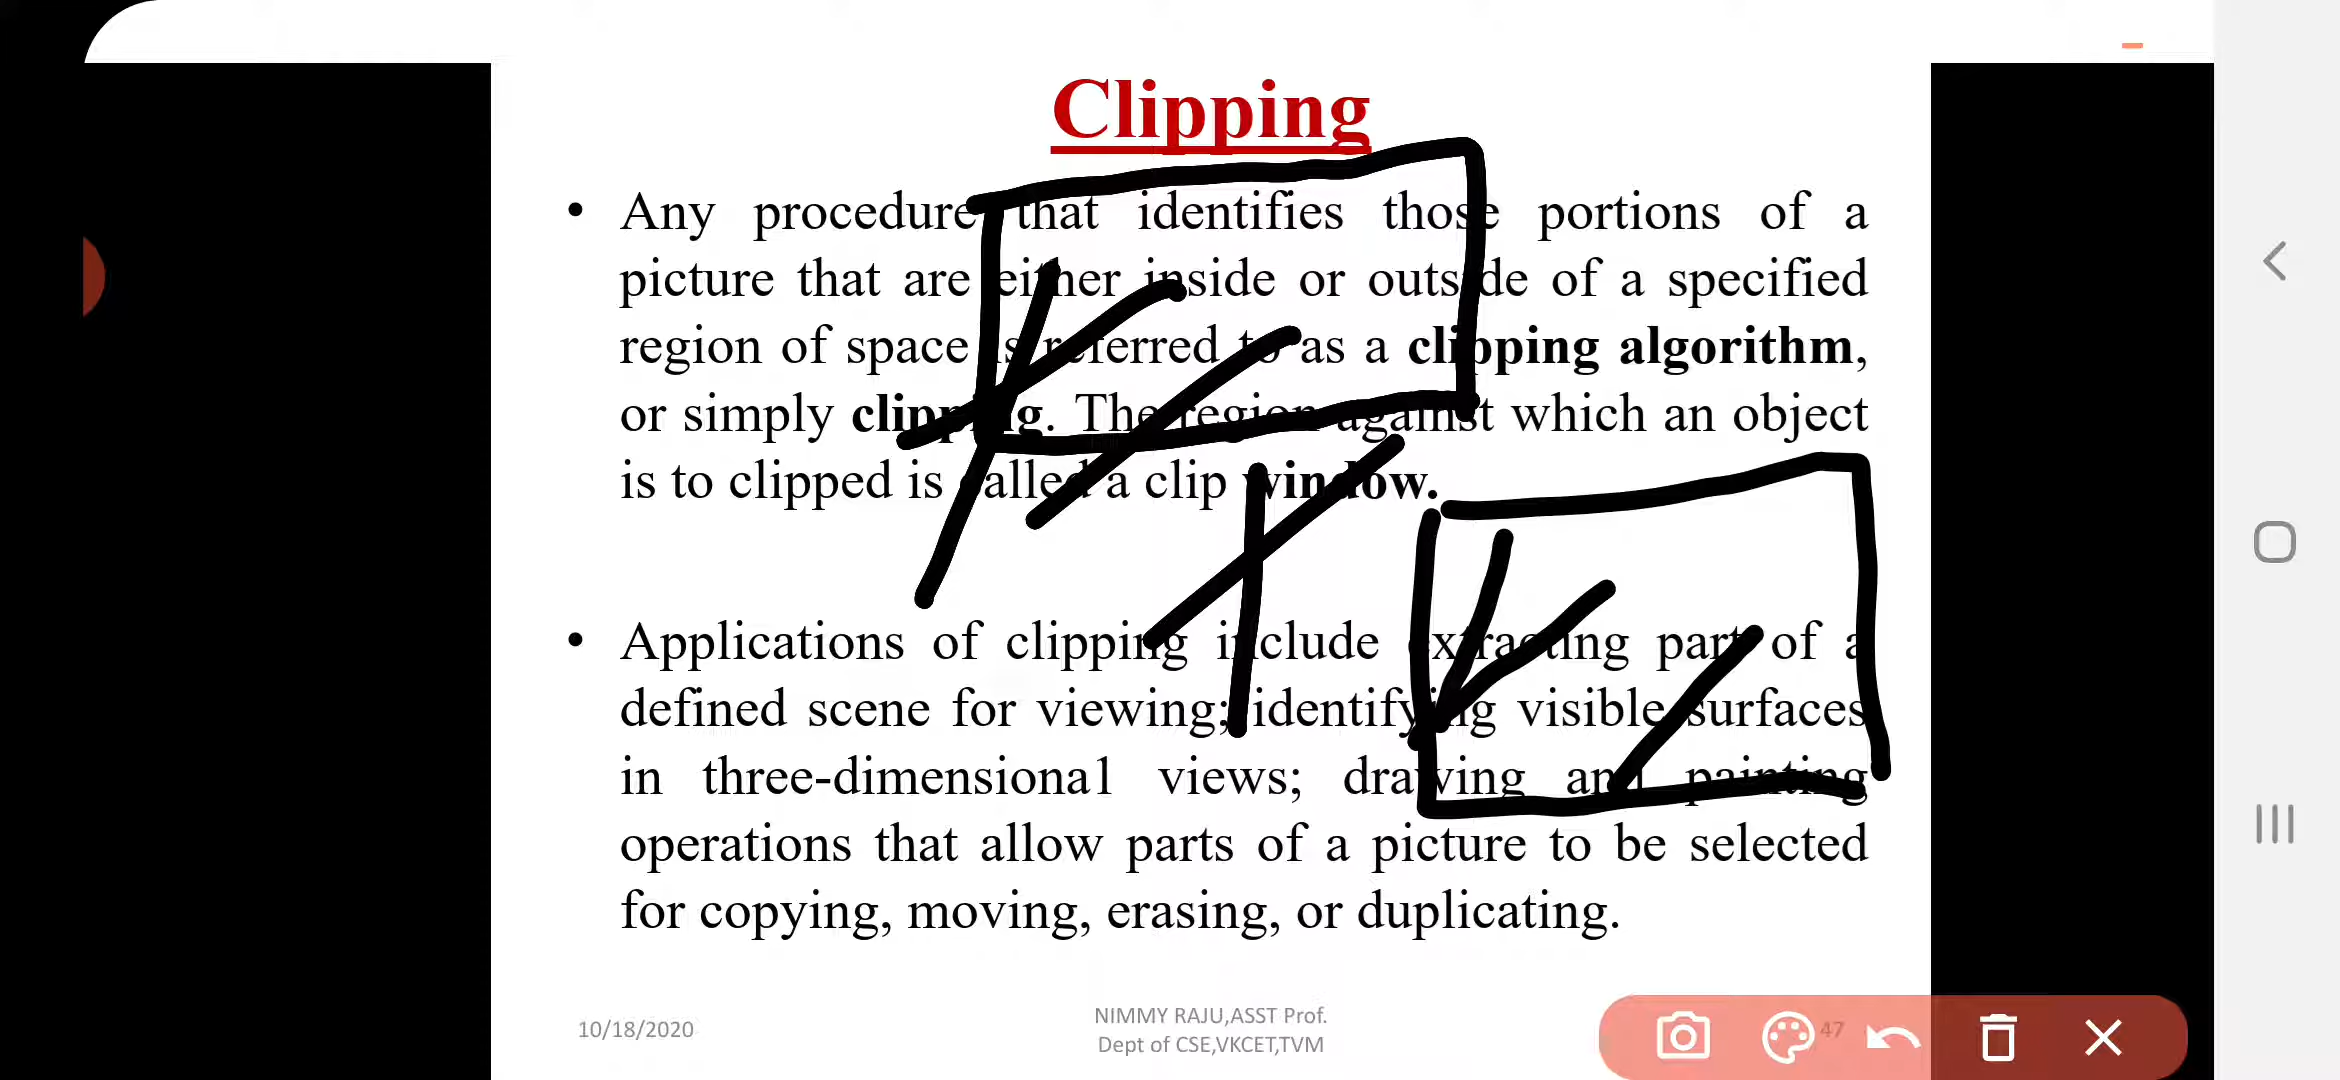 Clipping
• Any procedure that identifies those portions of a
picture that are either inside or outside of a specified
region of space is referred to as a clipping algorithm,
or simply clipping. The region against which an object
is to clipped is called a clip window.
• Applications of clipping include extracting part of a
defined scene for viewing; identifying visible surfaces
in three-dimensional views; drawing and painting
operations that allow parts of a picture to be selected
for copying, moving, erasing, or duplicating.
10/18/2020
NIMMY RAJU,ASST Prof.
Dept of CSE,VKCET,TVM
47